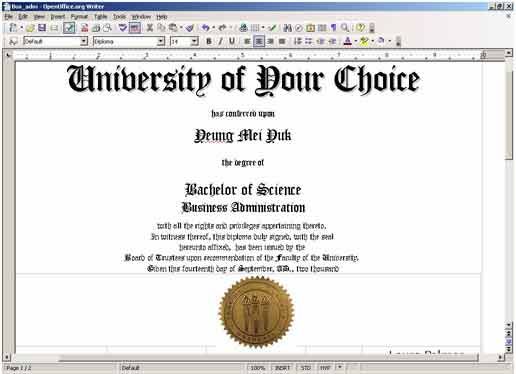 Boa_adm - OpenOffice.org Writer
File Edit View Insert Format Table Tools Window Help
Default Diploma 14 B I U
University of Your Choice
has conferred upon
Yeung Mei Yuk
the degree of
Bachelor of Science
Business Administration
with all the rights and privileges appertaining thereto.
In witness thereof, this diploma duly signed, with the seal
hereunto affixed, has been issued by the
Board of Trustees upon recommendation of the Faculty of the University.
Given this fourteenth day of September, AD., two thousand
Page 1 / 2 Default 100% INSRT STD HYP *